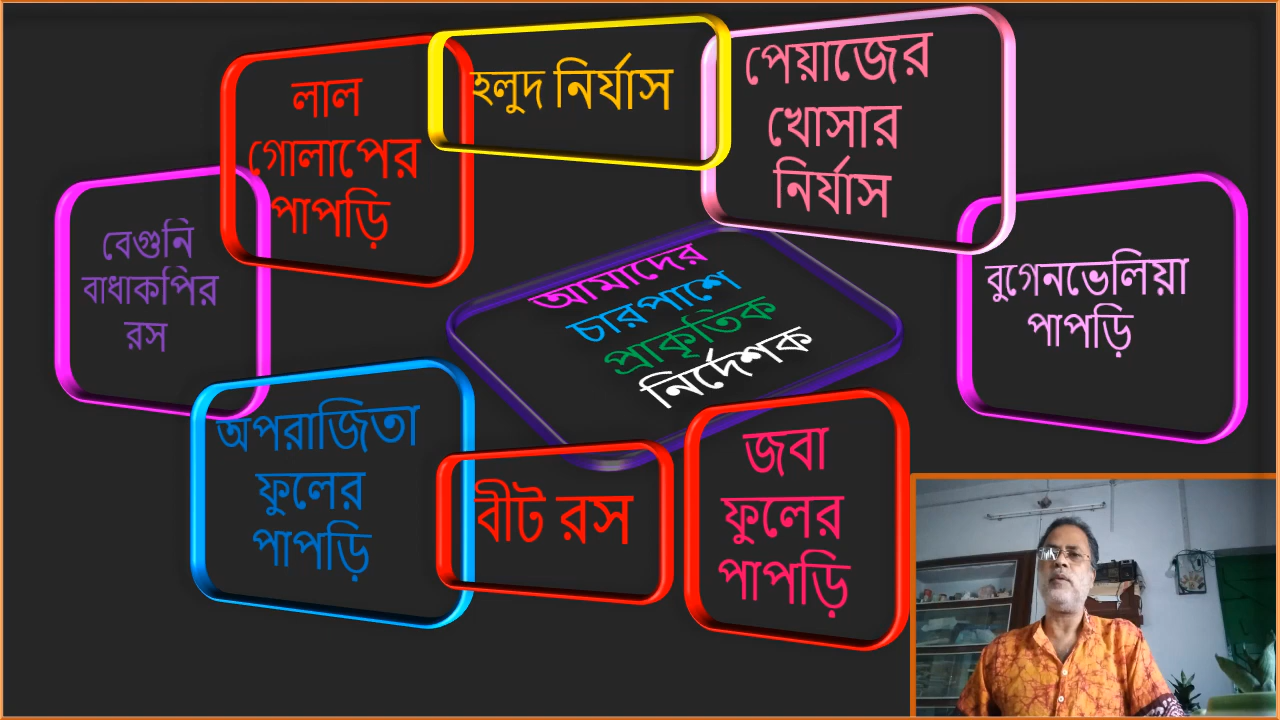 লাল
গোলাপের
পাপড়ি
হলুদ নির্যাস
পেয়াজের
খোসার
নির্যাস
বেগুনি
বাধাকপির
রস
আমাদের
চারপাশে
প্রাকৃতিক
নির্দেশক
বুগেনভেলিয়া
পাপড়ি
অপরাজিতা
ফুলের
পাপড়ি
বীট রস
জবা
ফুলের
পাপড়ি